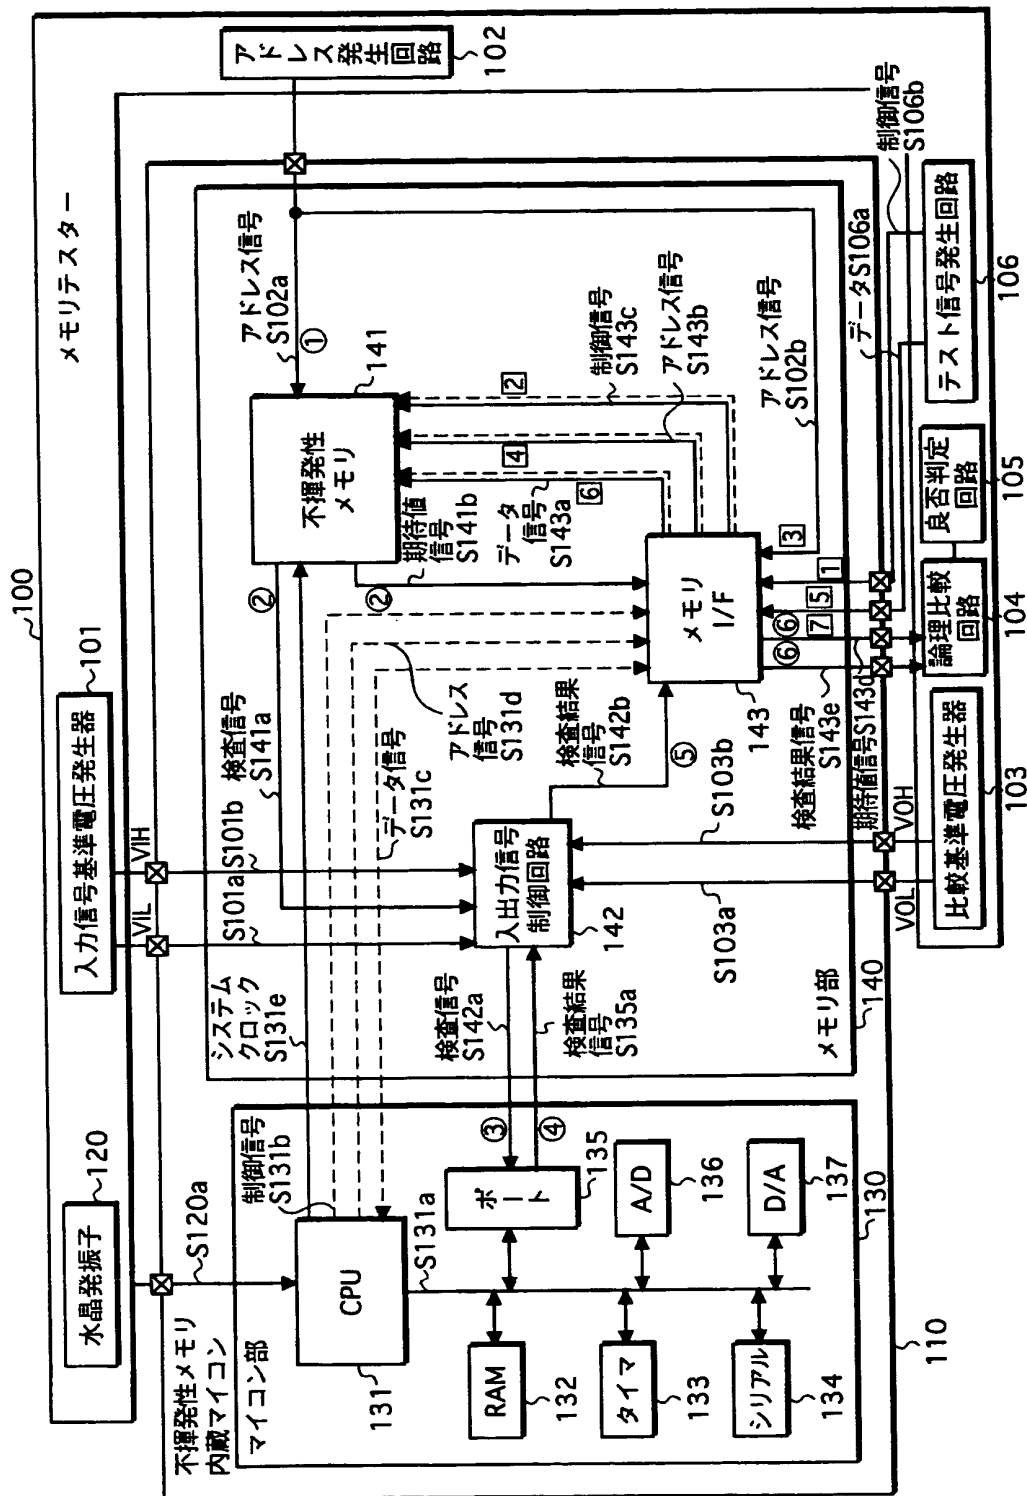 メモリテスター
100
水晶発振子
120
入力信号基準電圧発生器
101
アドレス発生回路
102
S120a
VIL
VIH
S101a
S101b
不揮発性メモリ
内蔵マイコン
マイコン部
制御信号
S131b
CPU
131
S131a
RAM
132
タイマ
133
シリアル
134
ポート
135
A/D
136
D/A
137
130
110
システム
クロック
S131e
検査信号
S141a
②
アドレス信号
S102a
①
不揮発性
メモリ
141
②
期待値
信号
S141b
データ
信号
S143a
6
4
2
制御信号
S143c
アドレス信号
S143b
アドレス信号
S102b
データ信号
S131c
アドレス
信号
S131d
検査信号
S142a
③
④
検査結果
信号
S135a
入出力信号
制御回路
142
検査結果
信号
S142b
⑤
メモリ
I/F
143
3
1
5
7
⑥
⑥
S103a
S103b
検査結果信号
S143e
期待値信号S143d
メモリ部
140
VOL
VOH
比較基準電圧発生器
103
論理比較
回路
104
良否判定
回路
105
データS106a
制御信号
S106b
テスト信号発生回路
106